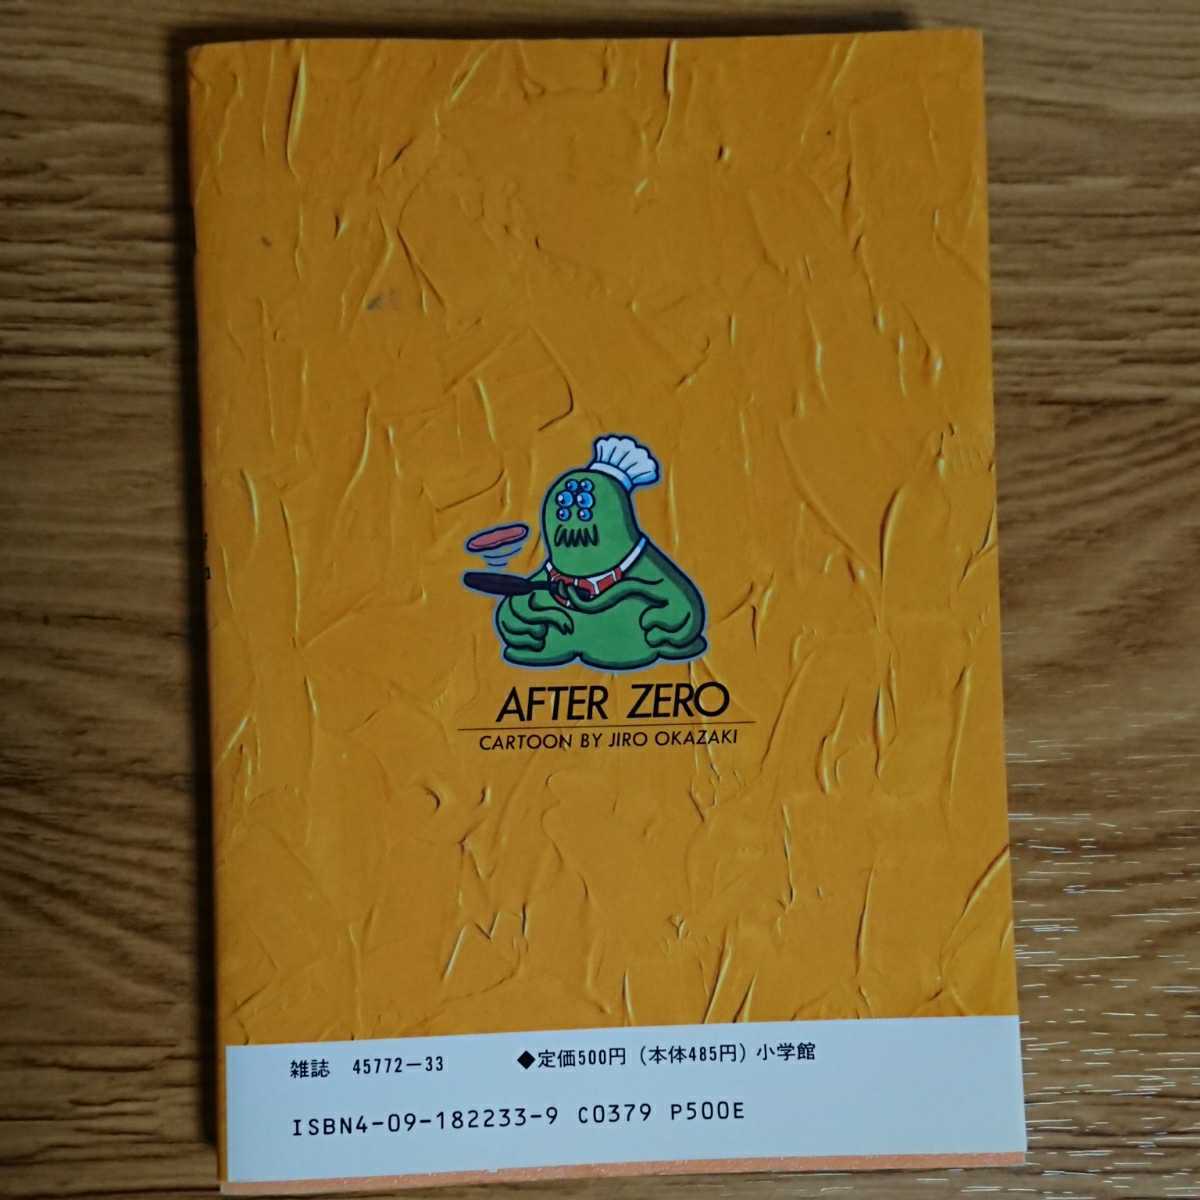 AFTER ZERO
CARTOON BY JIRO OKAZAKI
雑誌 45772-33 ◆定価500円(本体485円)小学館
ISBN4-09-182233-9 C0379 P500E